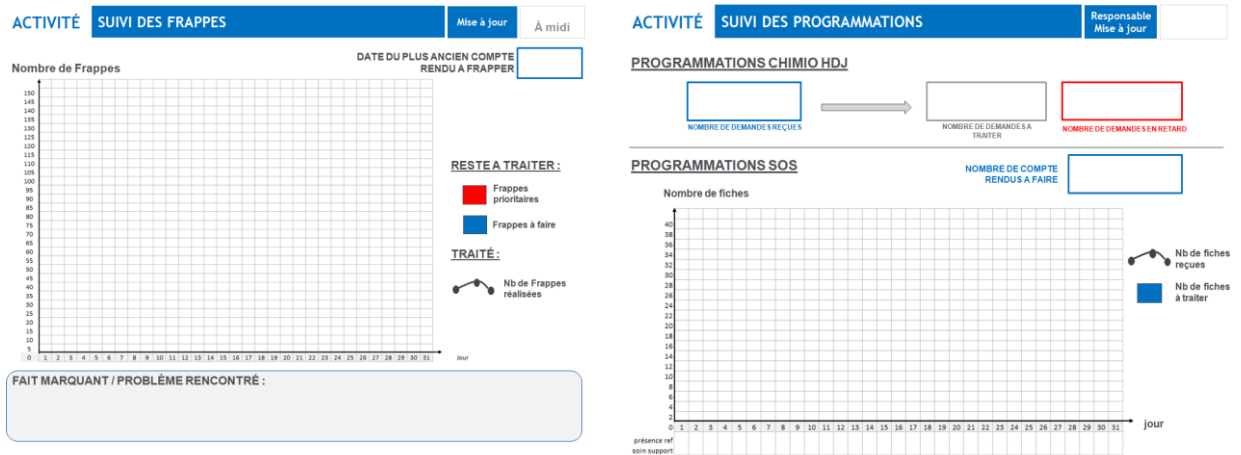 ACTIVITÉ SUIVI DES FRAPPES Mise à jour À midi
DATE DU PLUS ANCIEN COMPTE
RENDU A FRAPPER
Nombre de Frappes
150
145
140
135
130
125
120
115
110
105
100
95
90
85
80
75
70
65
60
55
50
45
40
35
30
25
20
15
10
5
0 1 2 3 4 5 6 7 8 9 10 11 12 13 14 15 16 17 18 19 20 21 22 23 24 25 26 27 28 29 30 31 Jour
RESTE A TRAITER :
Frappes
prioritaires
Frappes à faire
TRAITÉ :
Nb de Frappes
réalisées
FAIT MARQUANT / PROBLÈME RENCONTRÉ :
ACTIVITÉ SUIVI DES PROGRAMMATIONS Responsable
Mise à jour
PROGRAMMATIONS CHIMIO HDJ
NOMBRE DE DEMANDES REÇUES
NOMBRE DE DEMANDES A
TRAITER
NOMBRE DE DEMANDES EN RETARD
PROGRAMMATIONS SOS
NOMBRE DE COMPTE
RENDUS A FAIRE
Nombre de fiches
40
38
36
34
32
30
28
26
24
22
20
18
16
14
12
10
8
6
4
2
0 1 2 3 4 5 6 7 8 9 10 11 12 13 14 15 16 17 18 19 20 21 22 23 24 25 26 27 28 29 30 31 jour
présence ref
soin support
Nb de fiches
reçues
Nb de fiches
à traiter